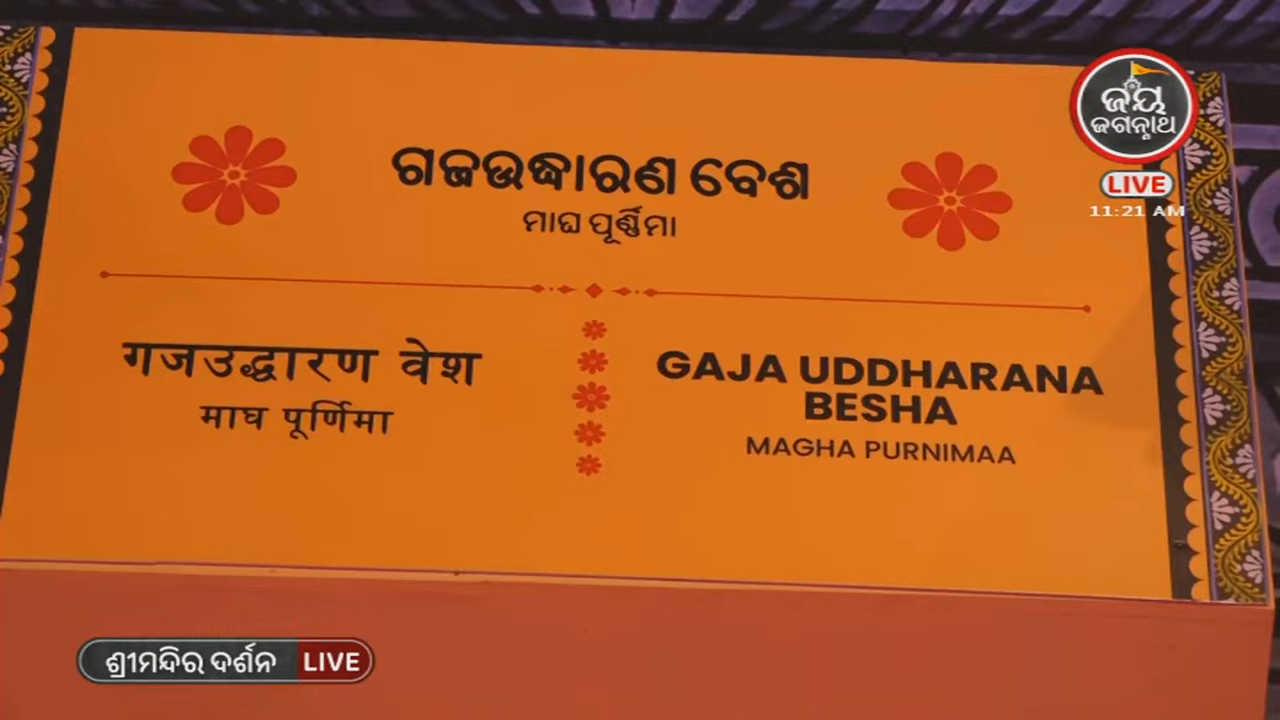 ଗଜଉଦ୍ଧାରଣ ବେଶ
ମାଘ ପୂର୍ଣ୍ଣିମା
गजउद्धारण वेश
माघ पूर्णिमा
GAJA UDDHARANA
BESHA
MAGHA PURNIMAA
ଜୟ
ଜଗନ୍ନାଥ
LIVE
11:21 AM
ଶ୍ରୀମନ୍ଦିର ଦର୍ଶନ LIVE